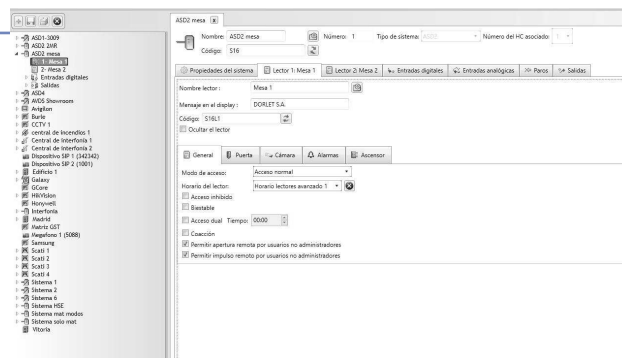 ASD2 mesa
Nombre: ASD2 mesa Número: 1 Tipo de sistema: ASD2 Número del HC asociado: 1
Código: S16
Propiedades del sistema Lector 1: Mesa 1 Lector 2: Mesa 2 Entradas digitales Entradas analógicas Paros Salidas
Nombre lector : Mesa 1
Mensaje en el display : DORLET S.A.
Código: S16L1
Ocultar el lector
General Puerta Cámara Alarmas Ascensor
Modo de acceso: Acceso normal
Horario del lector: Horario lectores avanzado 1
Acceso inhibido
Biestable
Acceso dual Tiempo: 00:00
Coacción
Permitir apertura remota por usuarios no administradores
Permitir impulso remoto por usuarios no administradores
ASD1-3009
ASD2 2MR
ASD2 mesa
1- Mesa 1
2- Mesa 2
Entradas digitales
Salidas
ASD4
AVDS Showroom
Avigilon
Burle
CCTV 1
central de incendios 1
Central de interfonía 1
Central de interfonía 2
Dispositivo SIP 1 (342342)
Dispositivo SIP 2 (1001)
Edificio 1
Galaxy
GCore
HikVision
Honywell
Interfonia
Madrid
Matriz GST
Megafono 1 (5088)
Samsung
Scati 1
Scati 2
Scati 3
Scati 4
Sistema 1
Sistema 2
Sistema 6
Sistema HSE
Sistema mat modos
Sistema solo mat
Vitoria